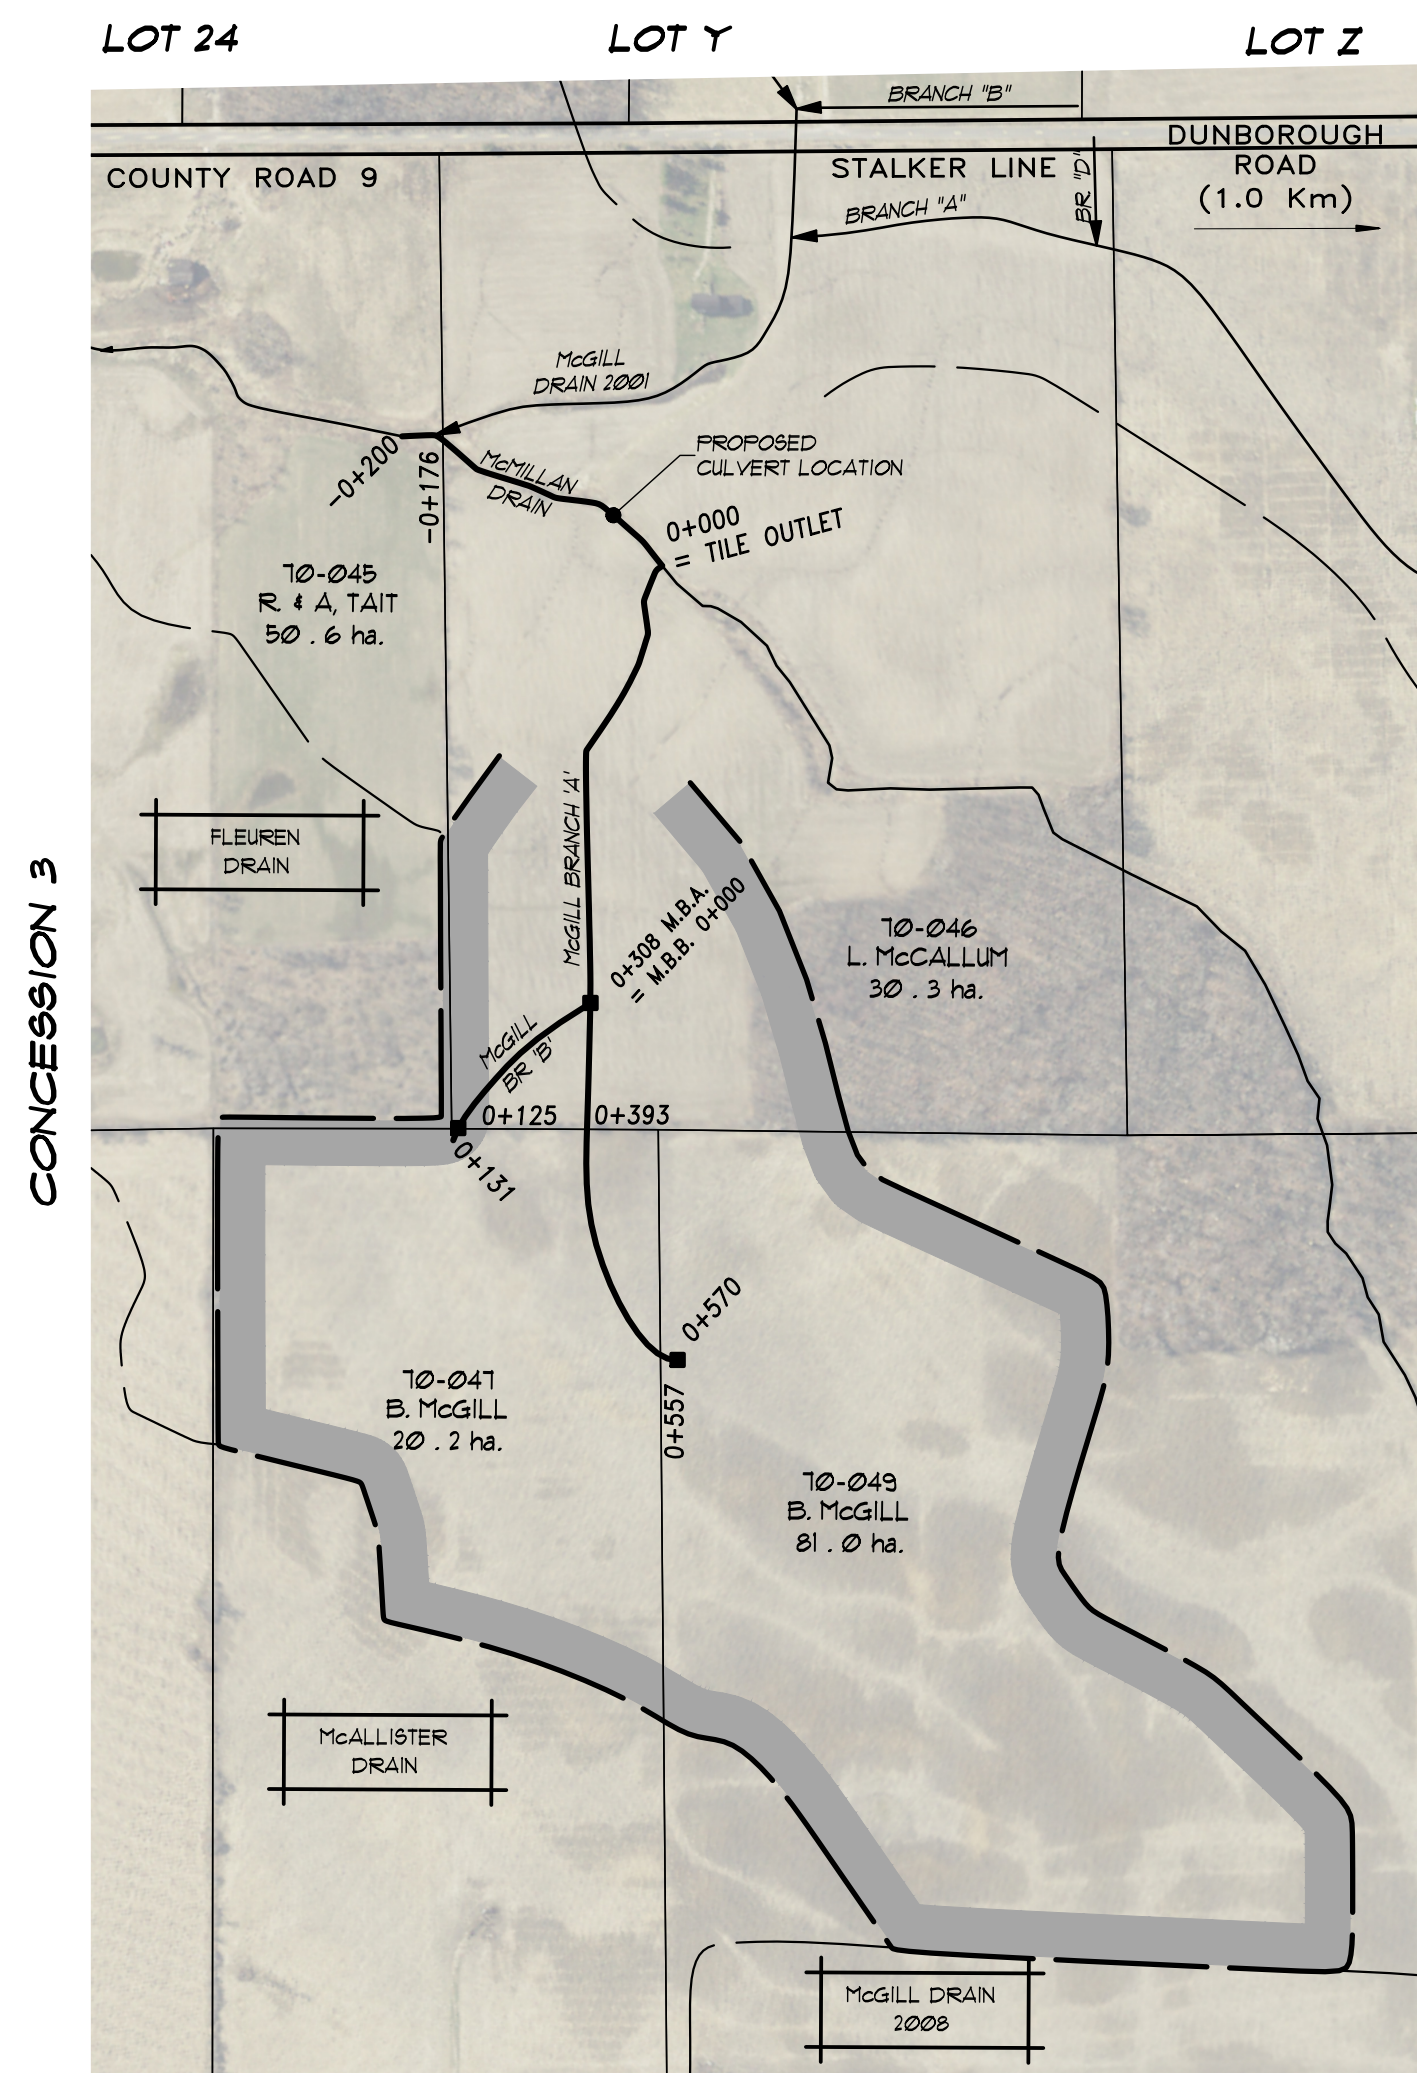 LOT 24
LOT Y
LOT Z
BRANCH "B"
DUNBOROUGH
ROAD
(1.0 Km)
COUNTY ROAD 9
STALKER LINE
BR. "D"
BRANCH "A"
McGILL
DRAIN 2001
-0+200
-0+176
McMILLAN
DRAIN
PROPOSED
CULVERT LOCATION
0+000
= TILE OUTLET
70-045
R. & A, TAIT
50 . 6 ha.
FLEUREN
DRAIN
CONCESSION 3
McGILL BRANCH 'A'
0+308 M.B.A.
= M.B.B. 0+000
70-046
L. McCALLUM
30 . 3 ha.
McGILL
BR 'B'
0+125
0+393
0+131
0+570
0+557
70-047
B. McGILL
20 . 2 ha.
70-049
B. McGILL
81 . 0 ha.
McALLISTER
DRAIN
McGILL DRAIN
2008